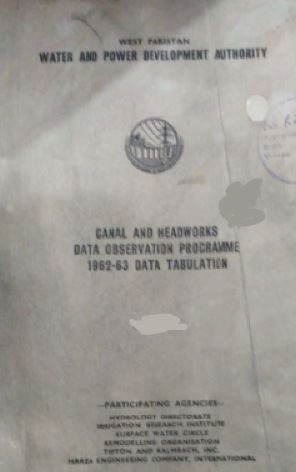 WEST PAKISTAN
WATER AND POWER DEVELOPMENT AUTHORITY
CANAL AND HEADWORKS
DATA OBSERVATION PROGRAMME
1962-63 DATA TABULATION
—PARTICIPATING AGENCIES—
HYDROLOGY DIRECTORATE
IRRIGATION RESEARCH INSTITUTE
SURFACE WATER CIRCLE
REMODELLING ORGANISATION
TIPTON AND KALMBACH, INC.
HARZA ENGINEERING COMPANY, INTERNATIONAL